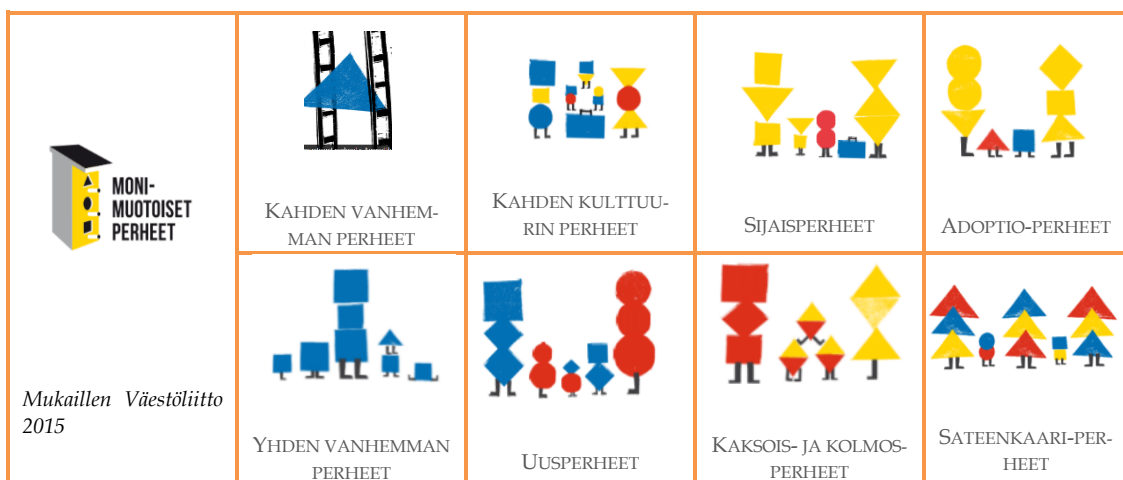 MONI-
MUOTOISET
PERHEET
Mukaillen Väestöliitto
2015
KAHDEN VANHEM-
MAN PERHEET
KAHDEN KULTTUU-
RIN PERHEET
SIJAISPERHEET
ADOPTIO-PERHEET
YHDEN VANHEMMAN
PERHEET
UUSPERHEET
KAKSOIS- JA KOLMOS-
PERHEET
SATEENKAARI-PER-
HEET